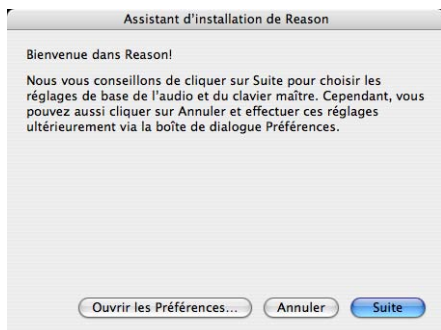 Assistant d'installation de Reason
Bienvenue dans Reason!
Nous vous conseillons de cliquer sur Suite pour choisir les
réglages de base de l'audio et du clavier maître. Cependant, vous
pouvez aussi cliquer sur Annuler et effectuer ces réglages
ultérieurement via la boîte de dialogue Préférences.
Ouvrir les Préférences... Annuler Suite